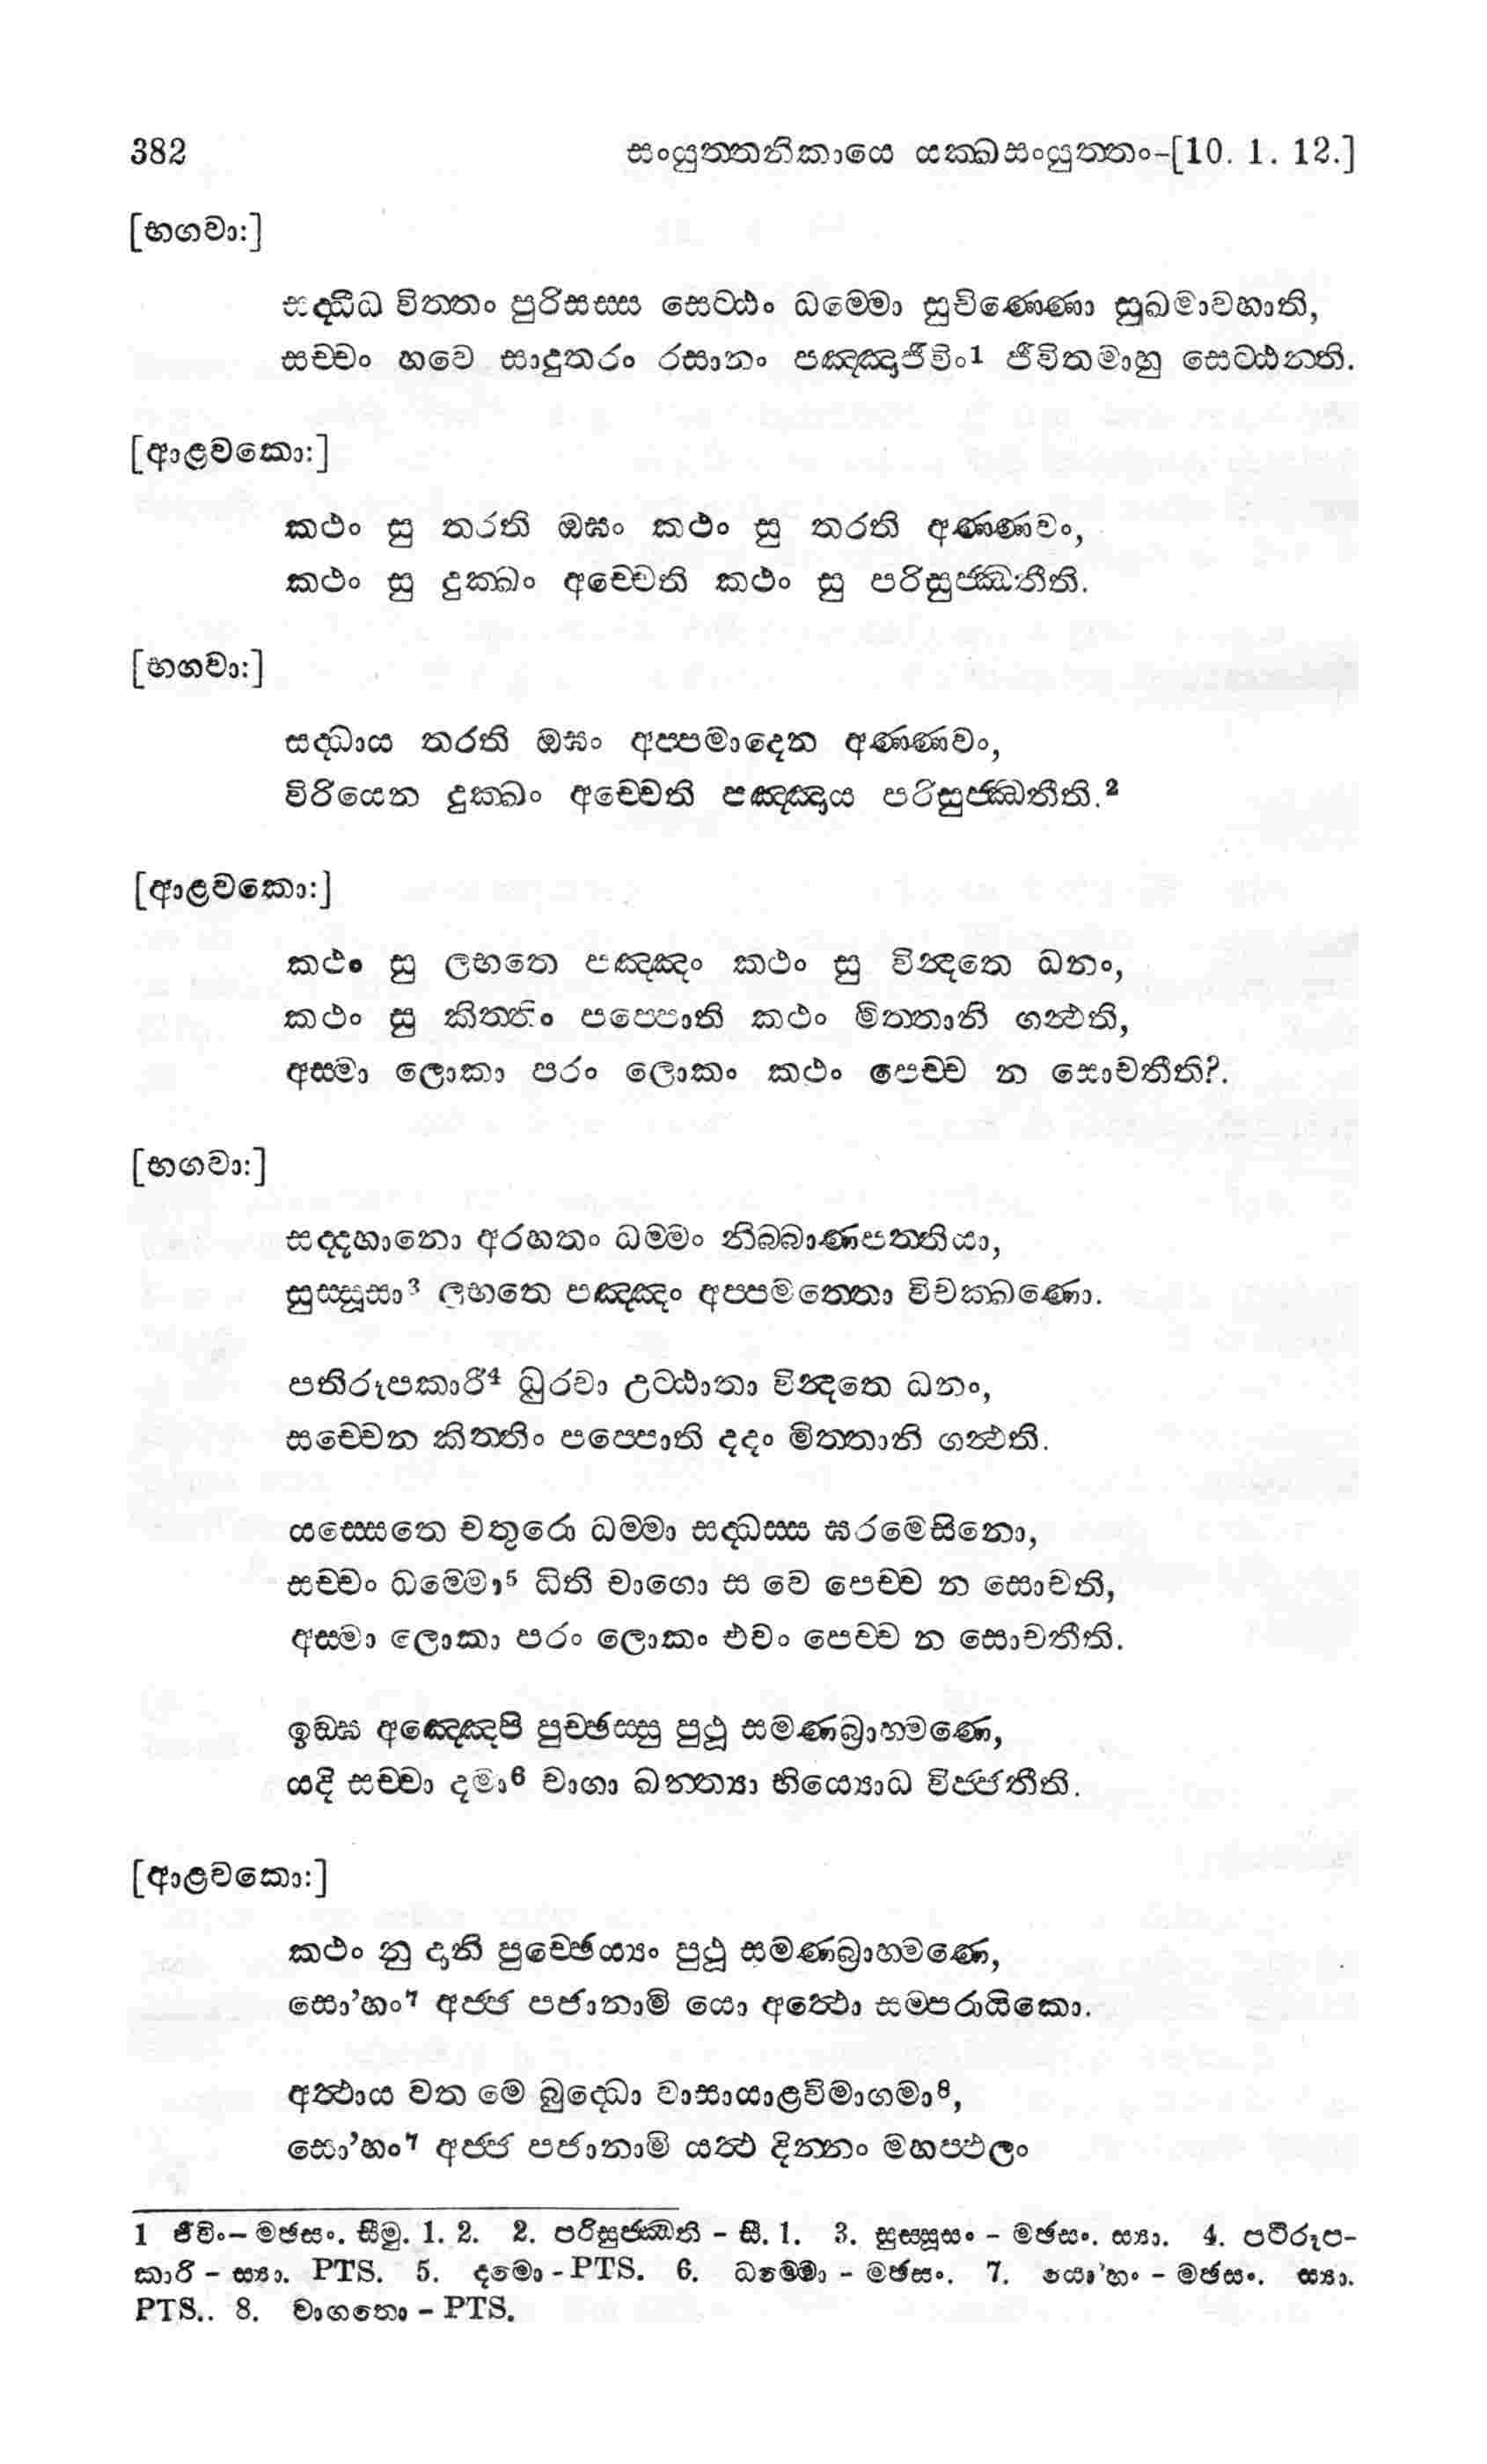 382 සංයුත්තනිකායෙ යක්ඛසංයුත්තං-[10. 1. 12.]
[භගවා:]
සද්ධීධ විත්තං පුරිසස්ස සෙට්ඨං ධම්මො සුචිණ්ණො සුඛමාවහාති,
සච්චං හවෙ සාදුතරං රසානං පඤ්ඤාජීවිං1 ජීවිතමාහු සෙට්ඨන්ති.
[ආළවකො:]
කථං සු තරති ඔඝං කථං සු තරති අණ්ණවං,
කථං සු දුක්ඛං අච්චෙති කථං සු පරිසුජ්ඣතීති.
[භගවා:]
සද්ධාය තරති ඔඝං අප්පමාදෙන අණ්ණවං,
විරියෙන දුක්ඛං අච්චෙති පඤ්ඤාය පරිසුජ්ඣතීති.2
[ආළවකො:]
කථං සු ලභතෙ පඤ්ඤං කථං සු වින්දතෙ ධනං,
කථං සු කිත්තිං පප්පොති කථං මිත්තානි ගන්ථති,
අස්මා ලොකා පරං ලොකං කථං පෙච්ච න සොචතීති?.
[භගවා:]
සද්දහානො අරහතං ධම්මං නිබ්බාණපත්තියා,
සුස්සූසා3 ලභතෙ පඤ්ඤං අප්පමත්තො විචක්ඛණො.
පතිරූපකාරී4 ධුරවා උට්ඨාතා වින්දතෙ ධනං,
සච්චෙන කිත්තිං පප්පොති දදං මිත්තානි ගන්ථති.
යස්සෙතෙ චතුරො ධම්මා සද්ධස්ස ඝරමෙසිනො,
සච්චං ධම්මො5 ධිති චාගො ස වෙ පෙච්ච න සොචති,
අස්මා ලොකා පරං ලොකං එවං පෙච්ච න සොචතීති.
ඉඞ්ඝ අඤ්ඤෙපි පුච්ඡස්සු පුථූ සමණබ්‍රාහ්මණෙ,
යදි සච්චා දමා6 චාගා ඛන්ත්‍යා භිය්‍යොධ විජ්ජතීති.
[ආළවකො:]
කථං නු දානි පුච්ඡෙය්‍යං පුථූ සමණබ්‍රාහ්මණෙ,
සො'හං7 අජ්ජ පජානාමි යො අත්ථො සම්පරායිකො.
අත්ථාය වත මෙ බුද්ධො වාසායාළවිමාගමා8,
සො'හං7 අජ්ජ පජානාමි යත්ථ දින්නං මහප්ඵලං
1 ජීවිං- මඡසං. සීමු. 1. 2. 2. පරිසුජ්ඣති - සී. 1. 3. සුස්සූසං - මඡසං. ස්‍යා. 4. පටිරූප-
කාරි - ස්‍යා. PTS. 5. දමො - PTS. 6. ධම්මා - මඡසං. 7. යො'හං - මඡසං. ස්‍යා.
PTS.. 8. වාගතො - PTS.